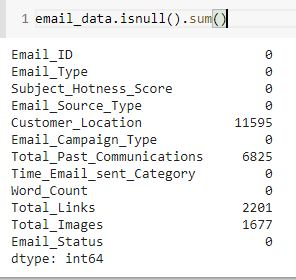 1 email_data.isnull().sum()
Email_ID 0
Email_Type 0
Subject_Hotness_Score 0
Email_Source_Type 0
Customer_Location 11595
Email_Campaign_Type 0
Total_Past_Communications 6825
Time_Email_sent_Category 0
Word_Count 0
Total_Links 2201
Total_Images 1677
Email_Status 0
dtype: int64